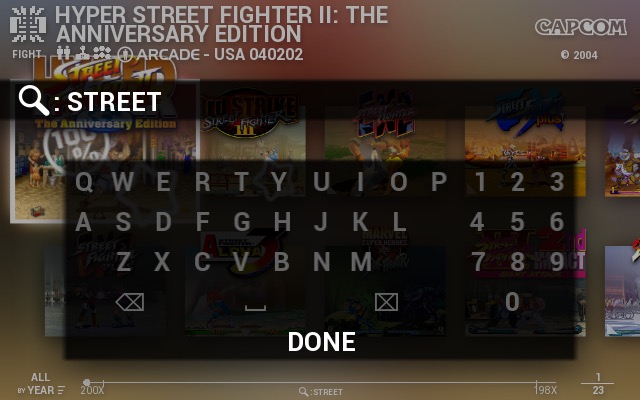 HYPER STREET FIGHTER II: THE
ANNIVERSARY EDITION
CAPCOM
FIGHT
ARCADE - USA 040202
© 2004
: STREET
The Anniversary Edition
Q W E R T Y U I O P 1 2 3
A S D F G H J K L 4 5 6
Z X C V B N M 7 8 9
0
DONE
ALL
BY YEAR
200X
:STREET
198X
1
23